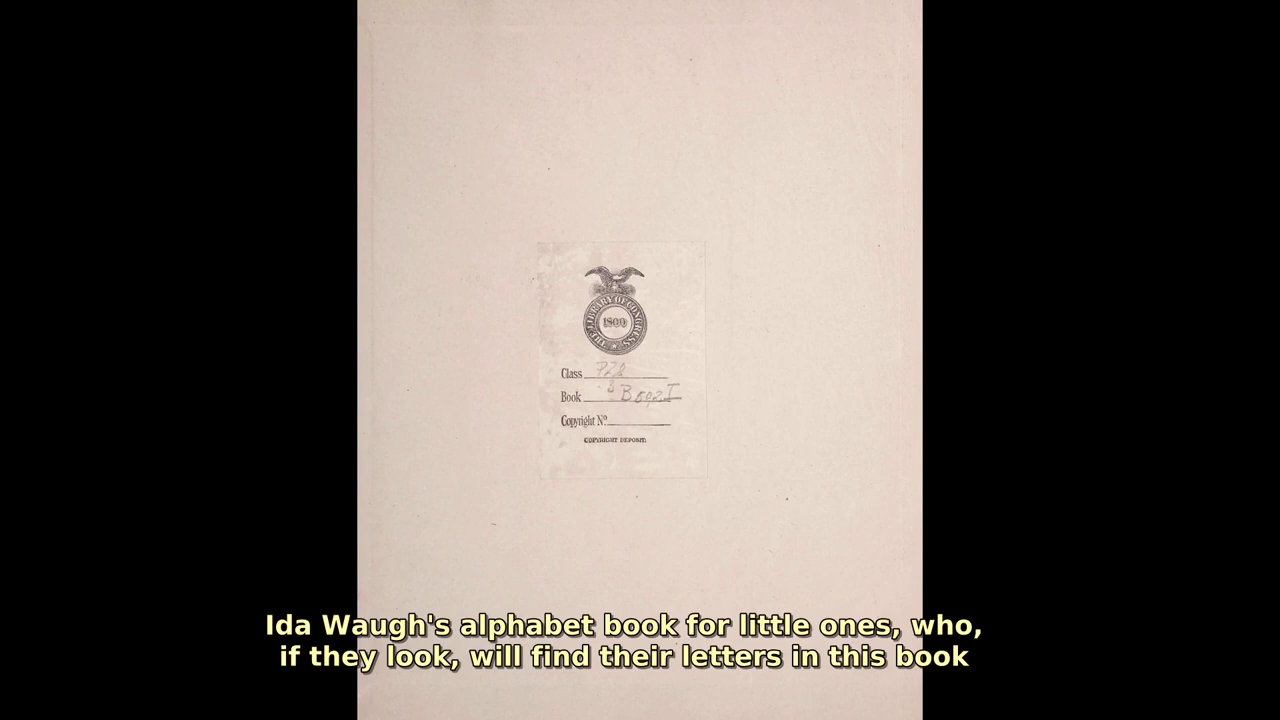 THE LIBRARY OF CONGRESS
1800
Class PZ8
Book
Copyright Nº
COPYRIGHT DEPOSIT.
Ida Waugh's alphabet book for little ones, who,
if they look, will find their letters in this book